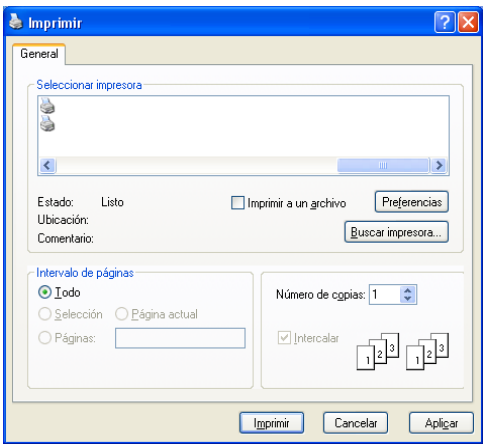 Imprimir
General
Seleccionar impresora
Estado: Listo
Imprimir a un archivo
Preferencias
Ubicación:
Comentario:
Buscar impresora...
Intervalo de páginas
Todo
Selección Página actual
Páginas:
Número de copias: 1
Intercalar
1 2 3 1 2 3
Imprimir Cancelar Aplicar